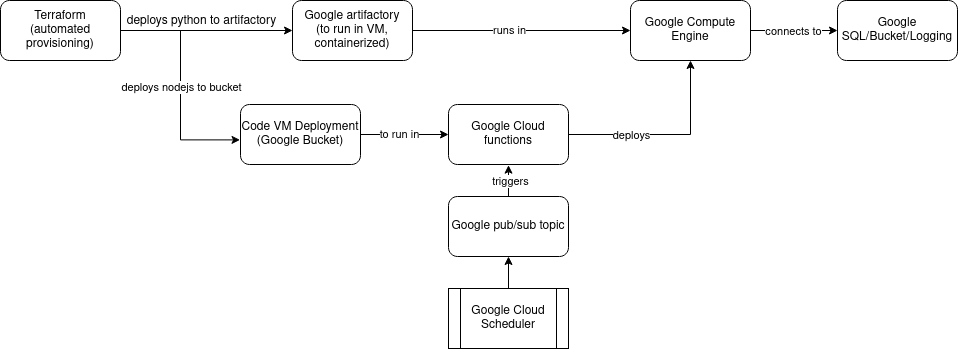 Terraform
(automated
provisioning)
deploys python to artifactory
Google artifactory
(to run in VM,
containerized)
runs in
Google Compute
Engine
connects to
Google
SQL/Bucket/Logging
deploys nodejs to bucket
Code VM Deployment
(Google Bucket)
to run in
Google Cloud
functions
deploys
triggers
Google pub/sub topic
Google Cloud
Scheduler